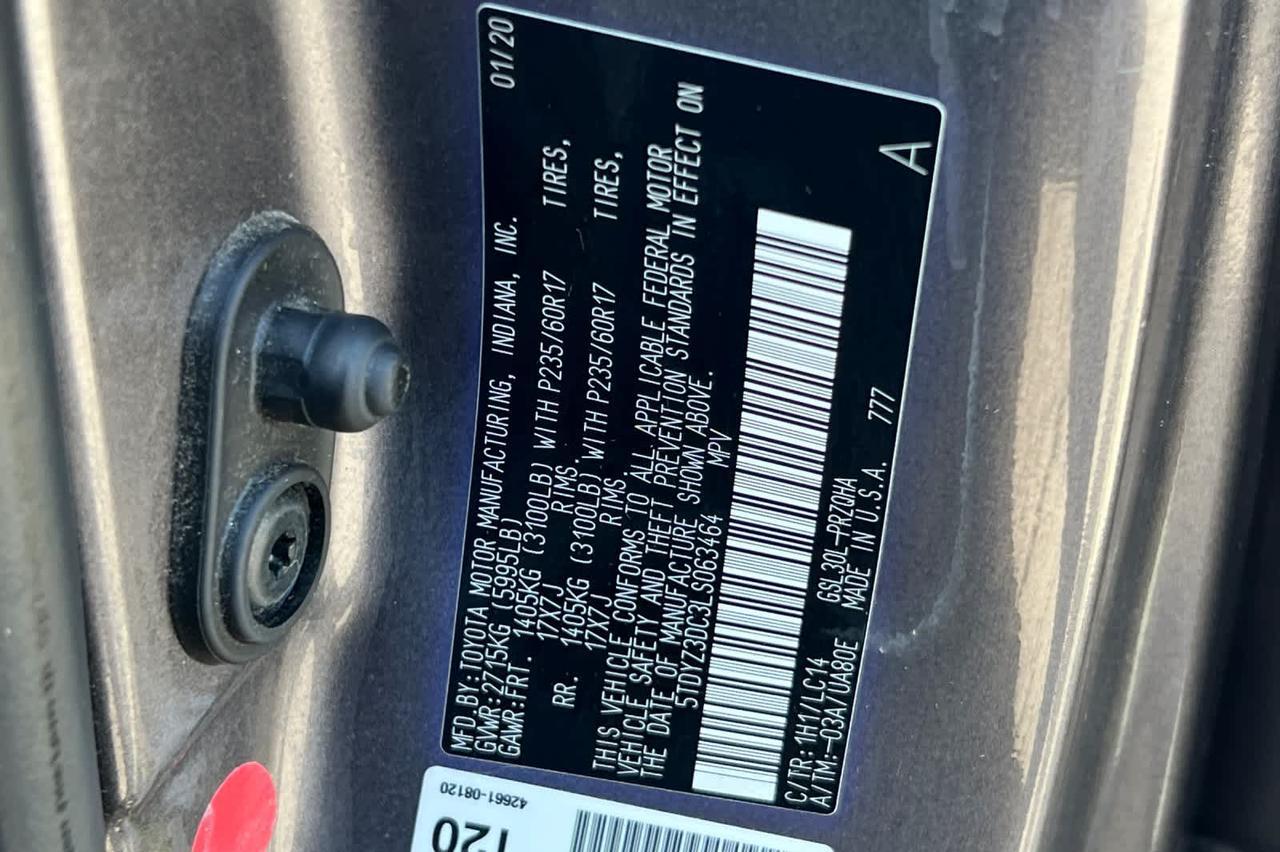 MFD.BY:TOYOTA MOTOR MANUFACTURING, INDIANA, INC. 01/20
GVWR:2715KG (5995LB)
GAWR:FRT. 1405KG (3100LB) WITH P235/60R17 TIRES,
17X7J RIMS.
RR. 1405KG (3100LB) WITH P235/60R17 TIRES,
17X7J RIMS.
THIS VEHICLE CONFORMS TO ALL APPLICABLE FEDERAL MOTOR
VEHICLE SAFETY AND THEFT PREVENTION STANDARDS IN EFFECT ON
THE DATE OF MANUFACTURE SHOWN ABOVE.
5TDYZ3DC3LS063464 MPV
A
C/TR:1H1/LC14 GSL30L-PRZQHA 777
A/TM:-03A/UA80E MADE IN U.S.A.
42661-08120
120